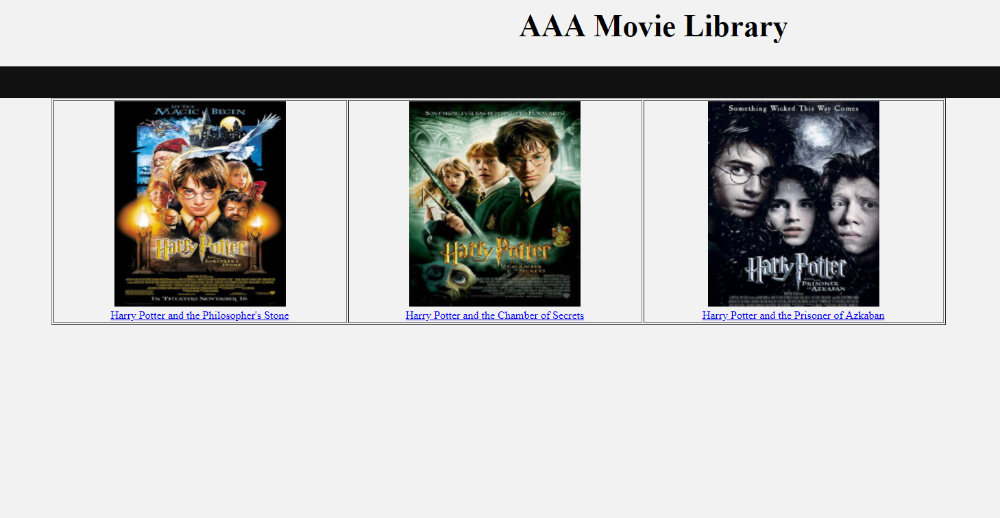 AAA Movie Library
LET THE
MAGIC BEGIN
Harry Potter
AND THE
SORCERER'S
STONE
IN THEATERS NOVEMBER 16
Harry Potter and the Philosopher's Stone
SOMETHING EVIL HAS RETURNED TO HOGWARTS!
Harry Potter
AND THE
CHAMBER
OF SECRETS
Harry Potter and the Chamber of Secrets
Something Wicked This Way Comes
Harry Potter
AND THE
PRISONER
OF AZKABAN
Harry Potter and the Prisoner of Azkaban